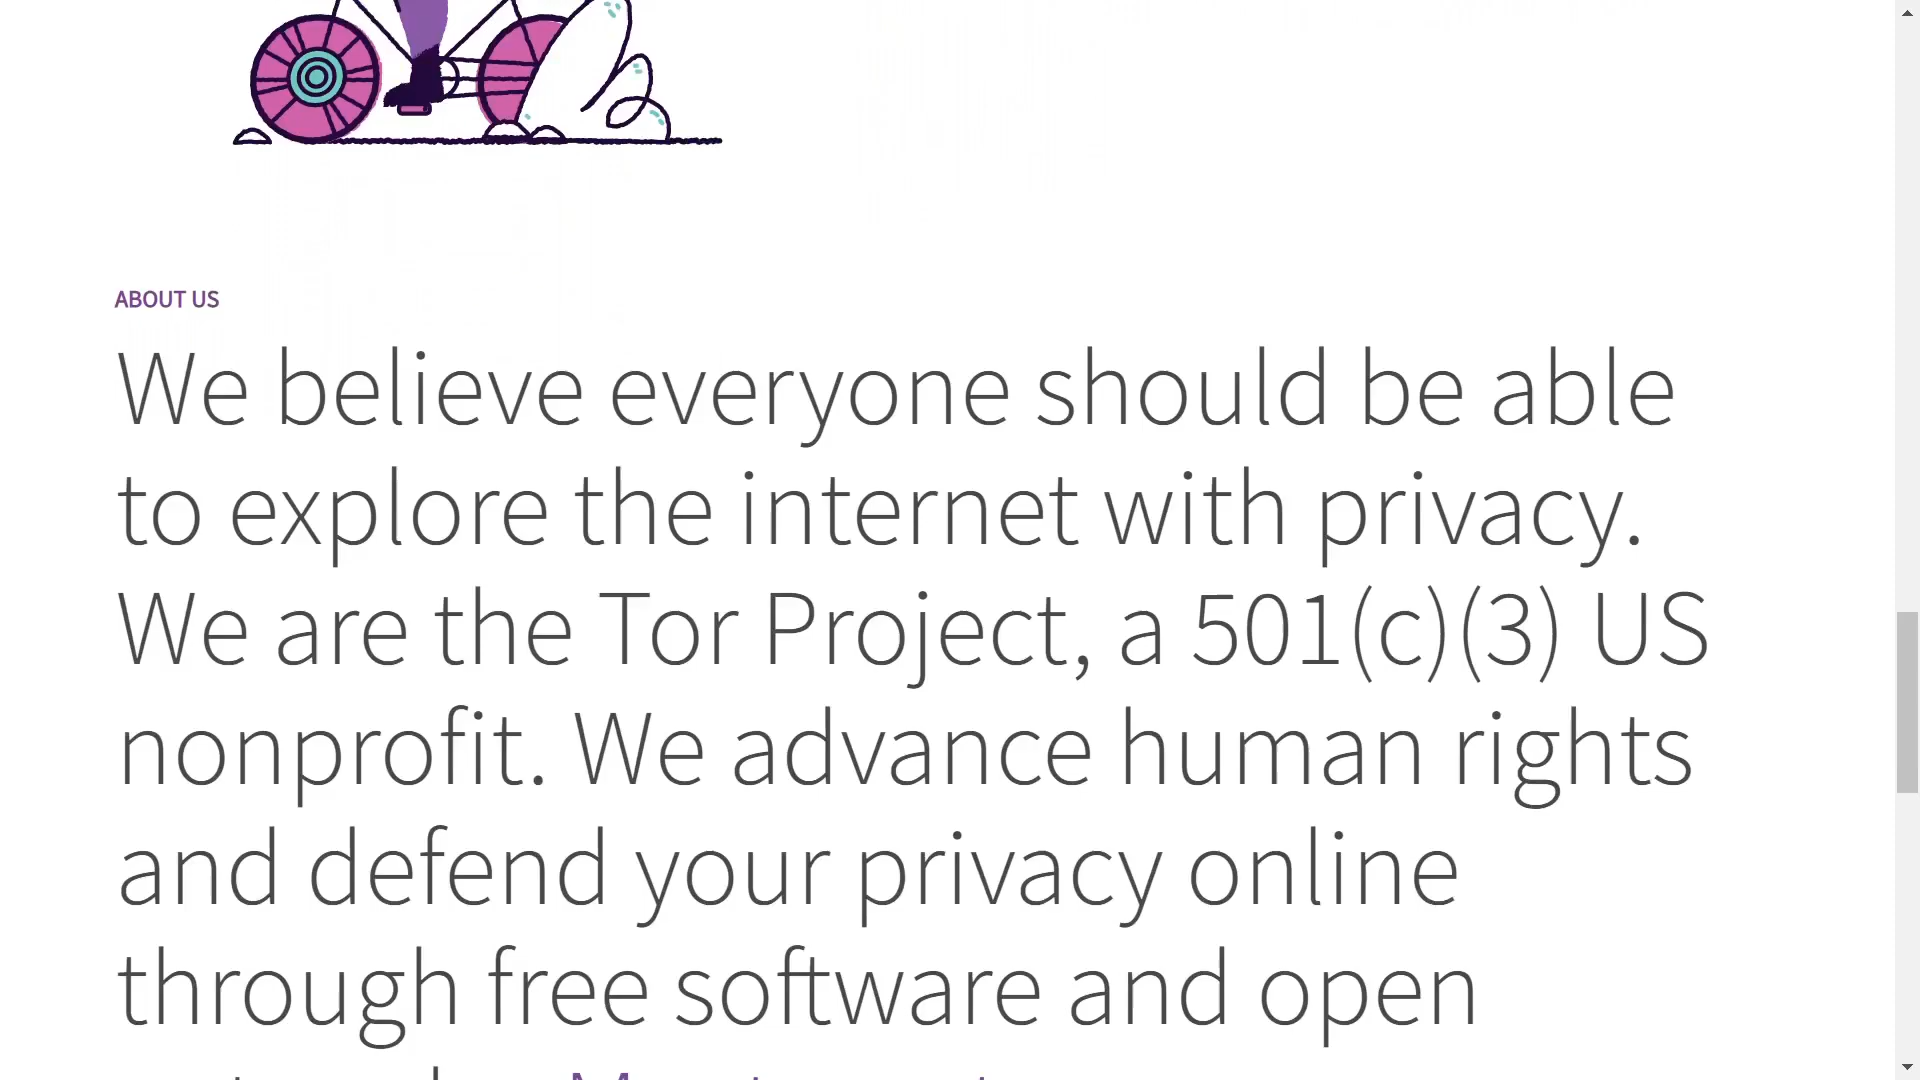 ABOUT US
We believe everyone should be able
to explore the internet with privacy.
We are the Tor Project, a 501(c)(3) US
nonprofit. We advance human rights
and defend your privacy online
through free software and open